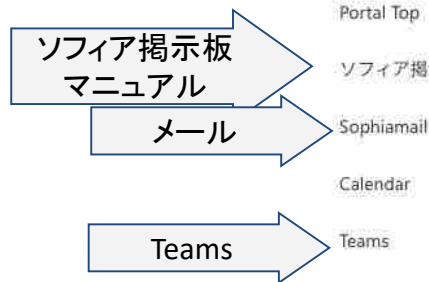 Portal Top
ソフィア掲示板
マニュアル
ソフィア掲
メール
Sophiamail
Calendar
Teams
Teams